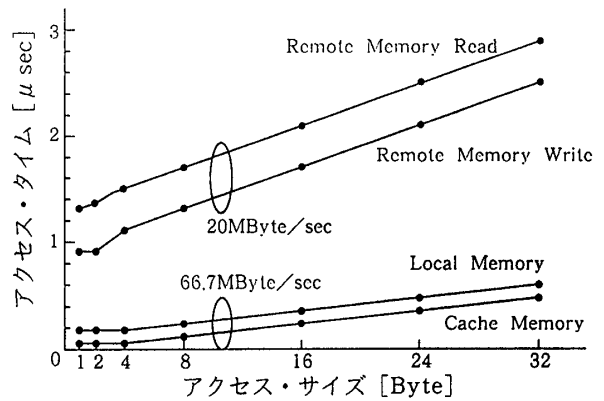 アクセス・タイム [μ sec]
3
2
1
0
Remote Memory Read
Remote Memory Write
20MByte/sec
Local Memory
66.7MByte/sec
Cache Memory
1 2 4 8 16 24 32
アクセス・サイズ [Byte]